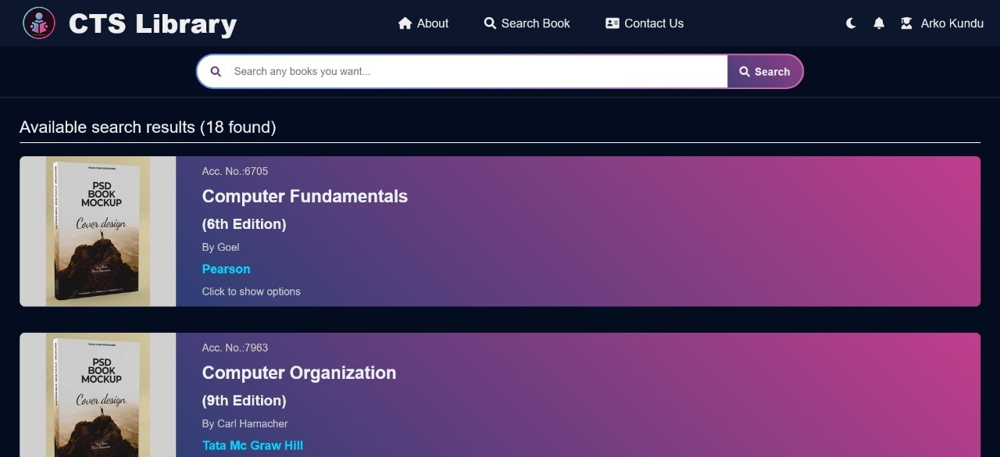 CTS Library
About
Search Book
Contact Us
Arko Kundu
Search any books you want...
Search
Available search results (18 found)
PSD
BOOK
MOCKUP
Cover design
Acc. No.:6705
Computer Fundamentals
(6th Edition)
By Goel
Pearson
Click to show options
PSD
BOOK
MOCKUP
Cover design
Acc. No.:7963
Computer Organization
(9th Edition)
By Carl Hamacher
Tata Mc Graw Hill